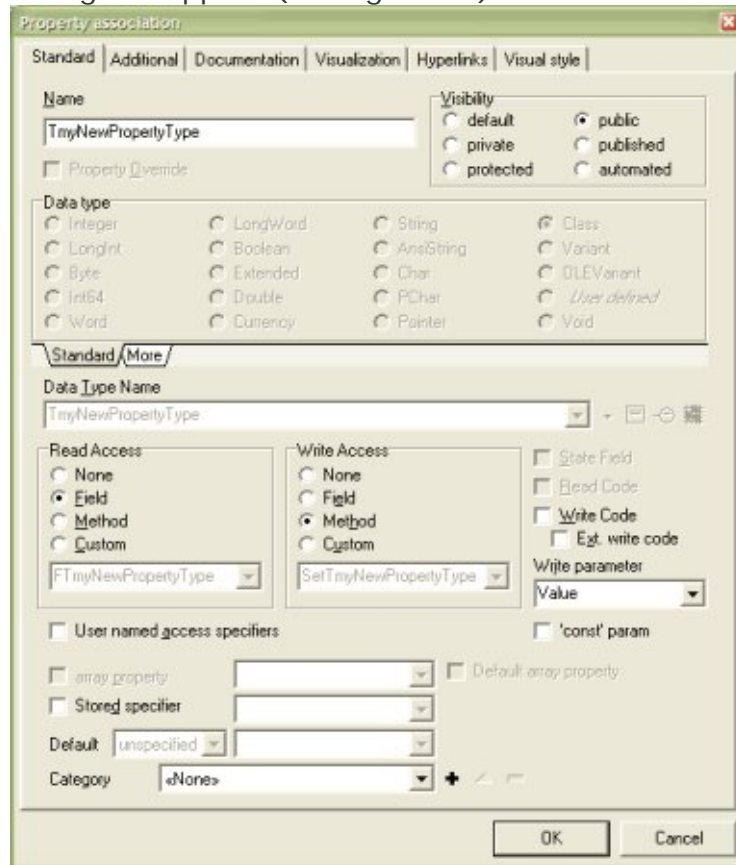 Property association
Standard Additional Documentation Visualization Hyperlinks Visual style
Name
TmyNewPropertyType
Property Override
Visibility
default public
private published
protected automated
Data type
Integer LongWord String Class
LongInt Boolean AnsiString Variant
Byte Extended Char OLEVariant
Int64 Double PChar User defined
Word Currency Pointer Void
Standard More
Data Type Name
TmyNewPropertyType
Read Access
None
Field
Method
Custom
FTmyNewPropertyType
Write Access
None
Field
Method
Custom
SetTmyNewPropertyType
State Field
Read Code
Write Code
Ext. write code
Write parameter
Value
User named access specifiers
'const' param
array property
Default array property
Stored specifier
Default unspecified
Category «None»
OK Cancel